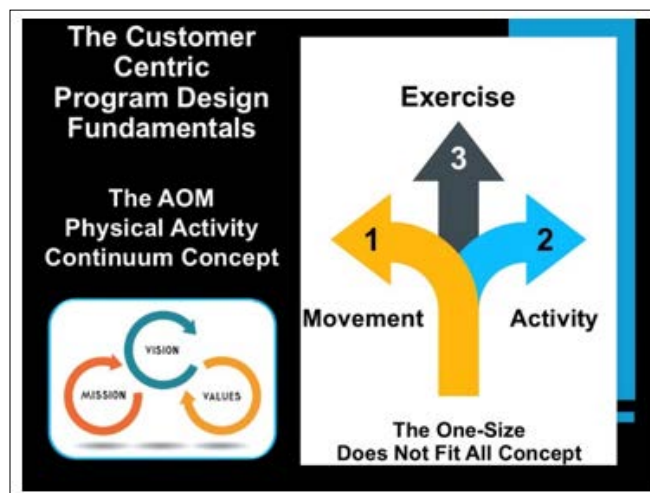 The Customer
Centric
Program Design
Fundamentals
The AOM
Physical Activity
Continuum Concept
VISION
MISSION
VALUES
Exercise
3
1
2
Movement
Activity
The One-Size
Does Not Fit All Concept